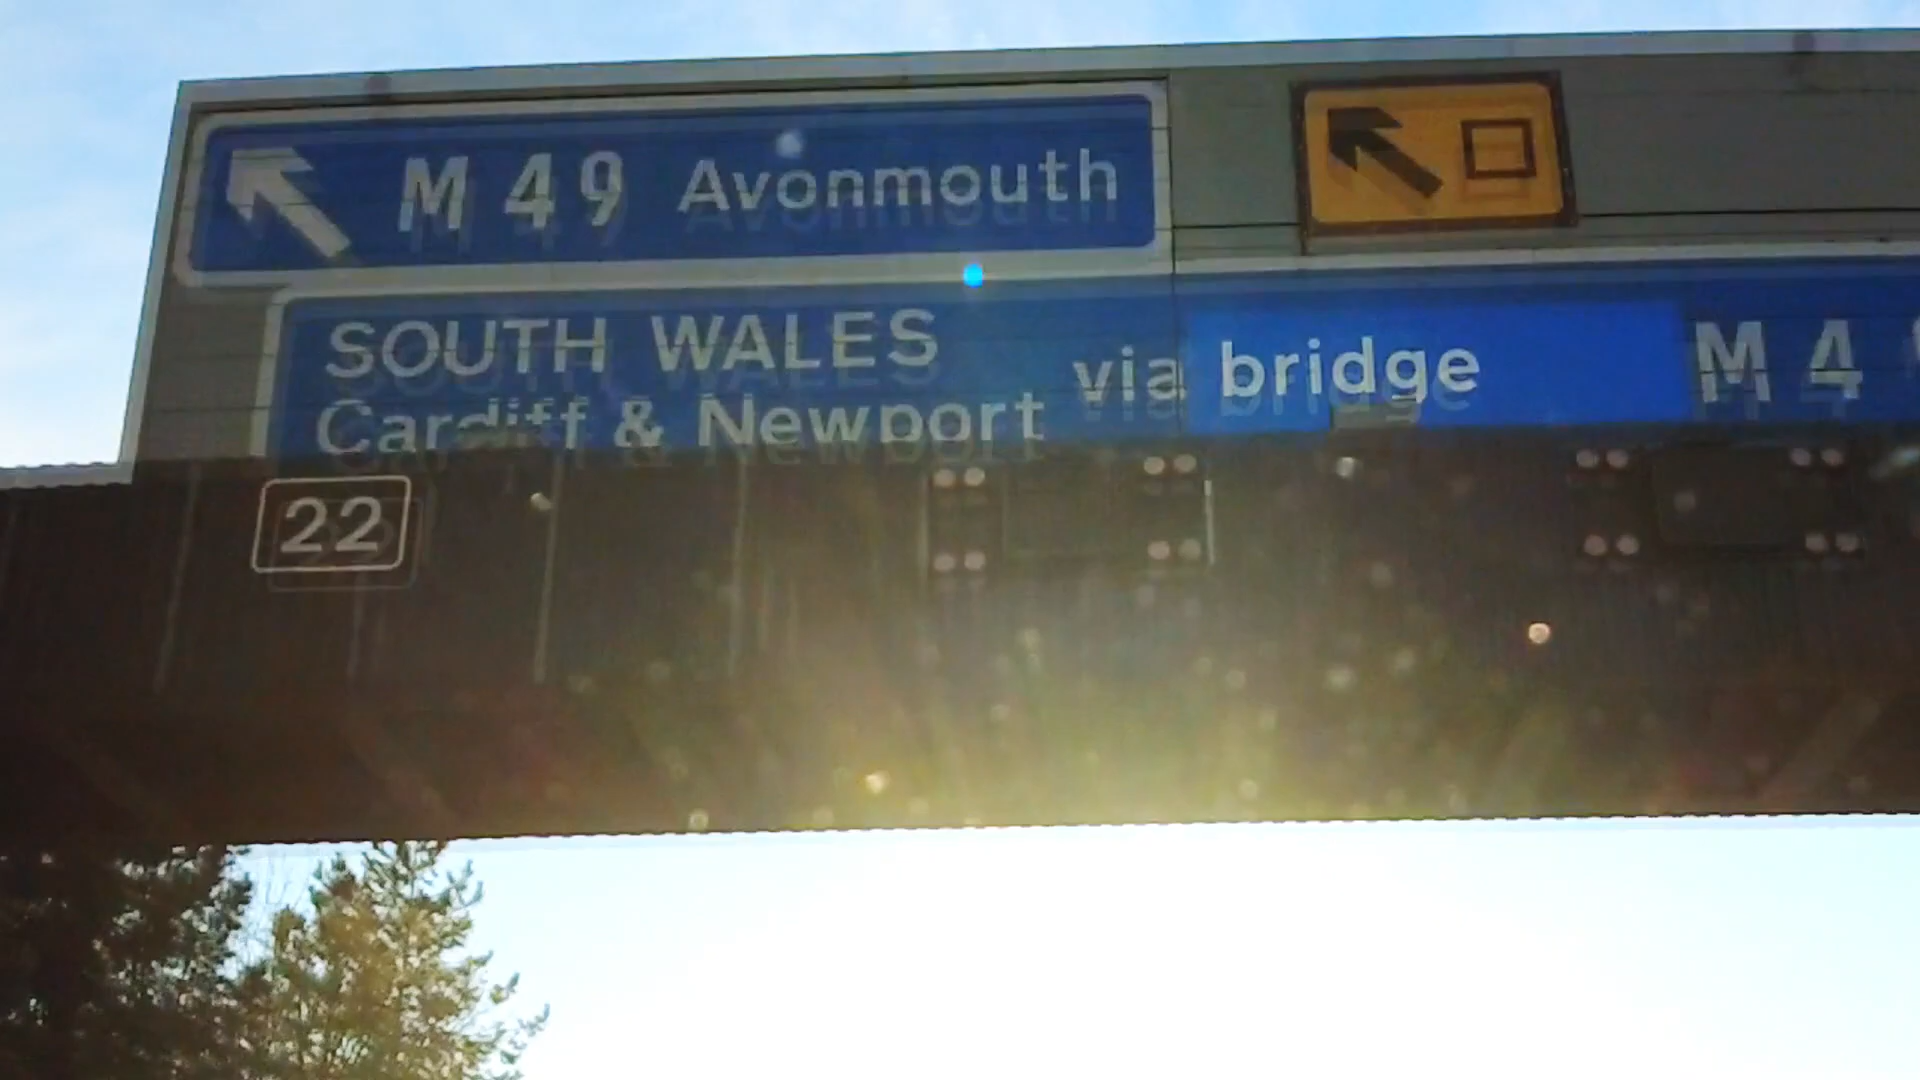 M 49 Avonmouth
SOUTH WALES
Cardiff & Newport
via bridge
M 4
22